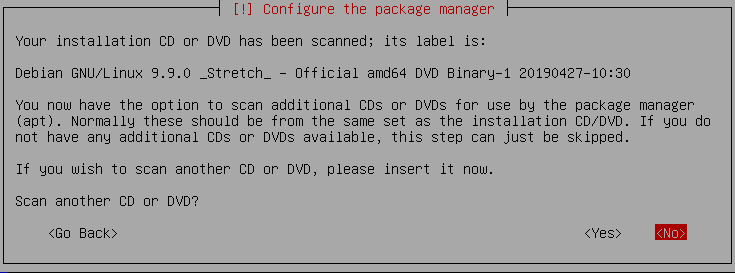 [!] Configure the package manager
Your installation CD or DVD has been scanned; its label is:
Debian GNU/Linux 9.9.0 _Stretch_ - Official amd64 DVD Binary-1 20190427-10:30
You now have the option to scan additional CDs or DVDs for use by the package manager
(apt). Normally these should be from the same set as the installation CD/DVD. If you do
not have any additional CDs or DVDs available, this step can just be skipped.
If you wish to scan another CD or DVD, please insert it now.
Scan another CD or DVD?
<Go Back> <Yes> <No>